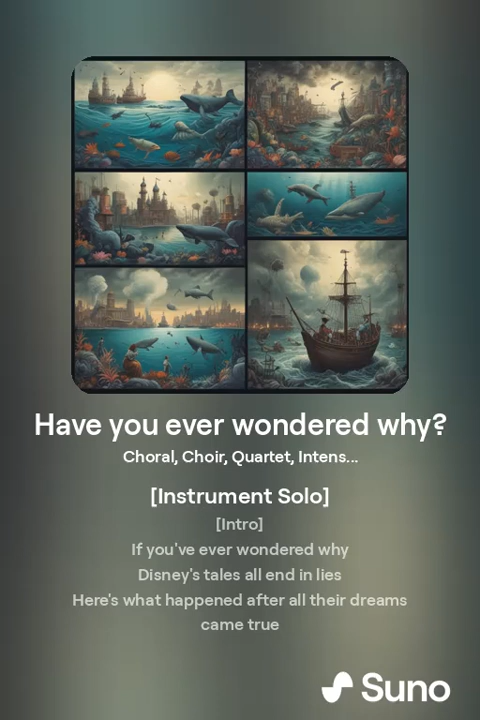 Have you ever wondered why?
Choral, Choir, Quartet, Intens...
[Instrument Solo]
[Intro]
If you've ever wondered why
Disney's tales all end in lies
Here's what happened after all their dreams
came true
Suno